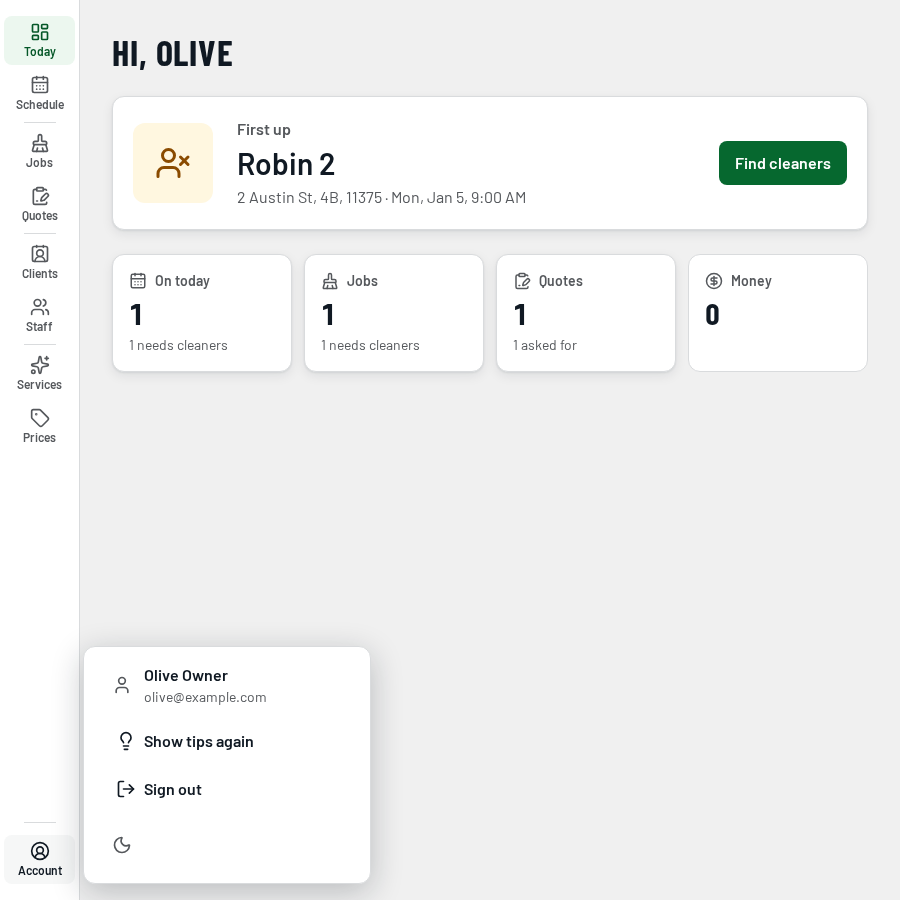 Today
Schedule
Jobs
Quotes
Clients
Staff
Services
Prices
Account
HI, OLIVE
First up
Robin 2
2 Austin St, 4B, 11375 · Mon, Jan 5, 9:00 AM
Find cleaners
On today
1
1 needs cleaners
Jobs
1
1 needs cleaners
Quotes
1
1 asked for
Money
0
Olive Owner
olive@example.com
Show tips again
Sign out